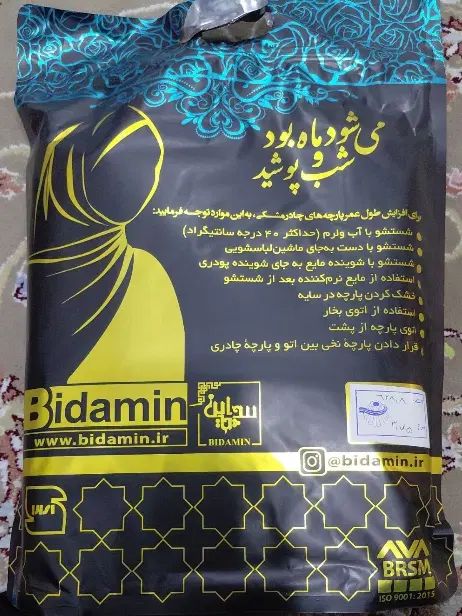 می‌شود ماه بود
و
شب پوشید
برای افزایش طول عمر پارچه‌های چادر مشکی، به این موارد توجه فرمایید:
شستشو با آب ولرم (حداکثر ۴۰ درجه سانتیگراد)
شستشو با دست به‌جای ماشین‌لباسشویی
شستشو با شوینده مایع به جای شوینده پودری
استفاده از مایع نرم‌کننده بعد از شستشو
خشک کردن پارچه در سایه
استفاده از اتوی بخار
اتوی پارچه از پشت
قرار دادن پارچهٔ نخی بین اتو و پارچهٔ چادری
Bidamin
www.bidamin.ir
BIDAMIN
@bidamin.ir
BRSM
ISO 9001:2015